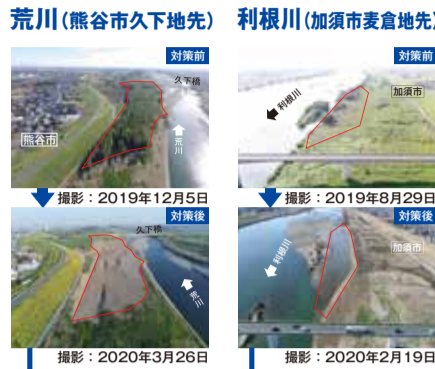 荒川(熊谷市久下地先)
対策前
久下橋
熊谷市
荒川
撮影：2019年12月5日
対策後
久下橋
荒川
撮影：2020年3月26日
利根川(加須市麦倉地先)
対策前
加須市
利根川
撮影：2019年8月29日
対策後
加須市
利根川
撮影：2020年2月19日